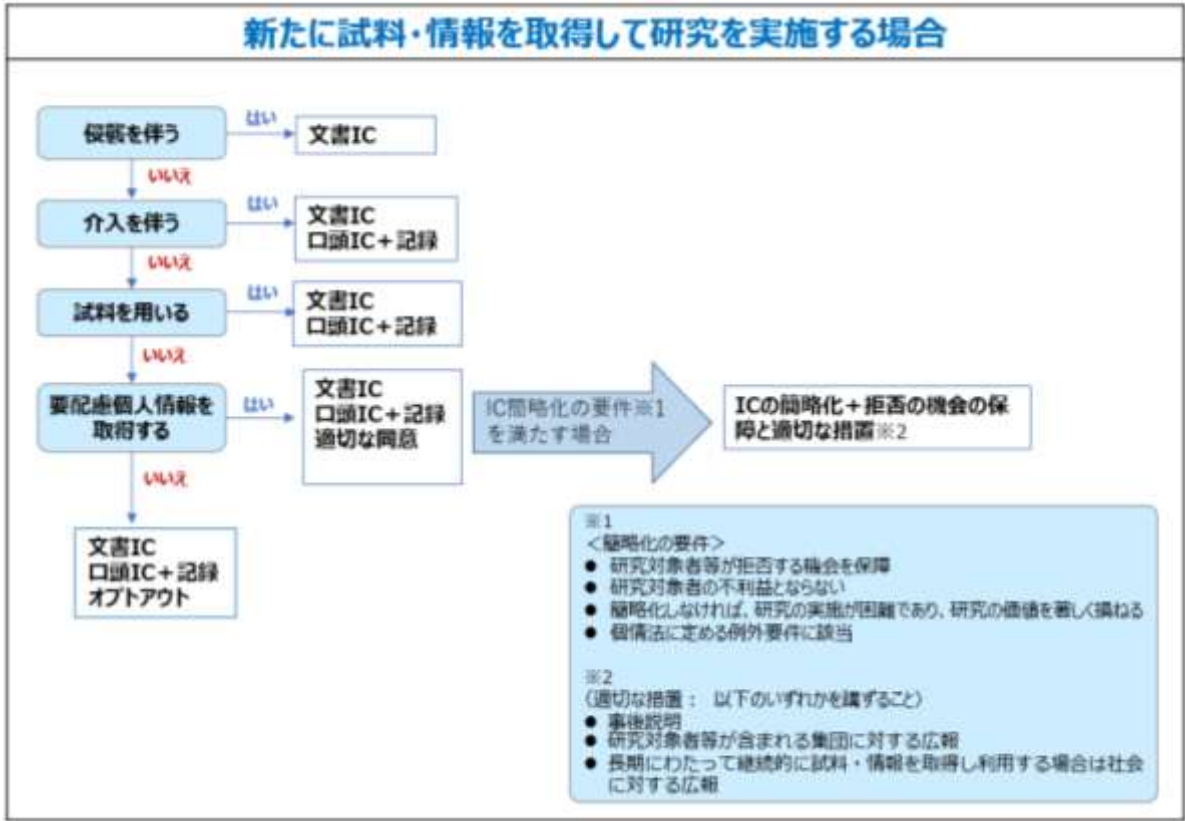 新たに試料・情報を取得して研究を実施する場合
侵襲を伴う
はい
文書IC
いいえ
介入を伴う
はい
文書IC
口頭IC+記録
いいえ
試料を用いる
はい
文書IC
口頭IC+記録
いいえ
要配慮個人情報を
取得する
はい
文書IC
口頭IC+記録
適切な同意
IC簡略化の要件※1
を満たす場合
ICの簡略化+拒否の機会の保
障と適切な措置※2
いいえ
文書IC
口頭IC+記録
オプトアウト
※1
<簡略化の要件>
● 研究対象者等が拒否する機会を保障
● 研究対象者の不利益とならない
● 簡略化しなければ、研究の実施が困難であり、研究の価値を著しく損ねる
● 個情法に定める例外要件に該当
※2
(適切な措置: 以下のいずれかを講ずること)
● 事後説明
● 研究対象者等が含まれる集団に対する広報
● 長期にわたって継続的に試料・情報を取得し利用する場合は社会
に対する広報